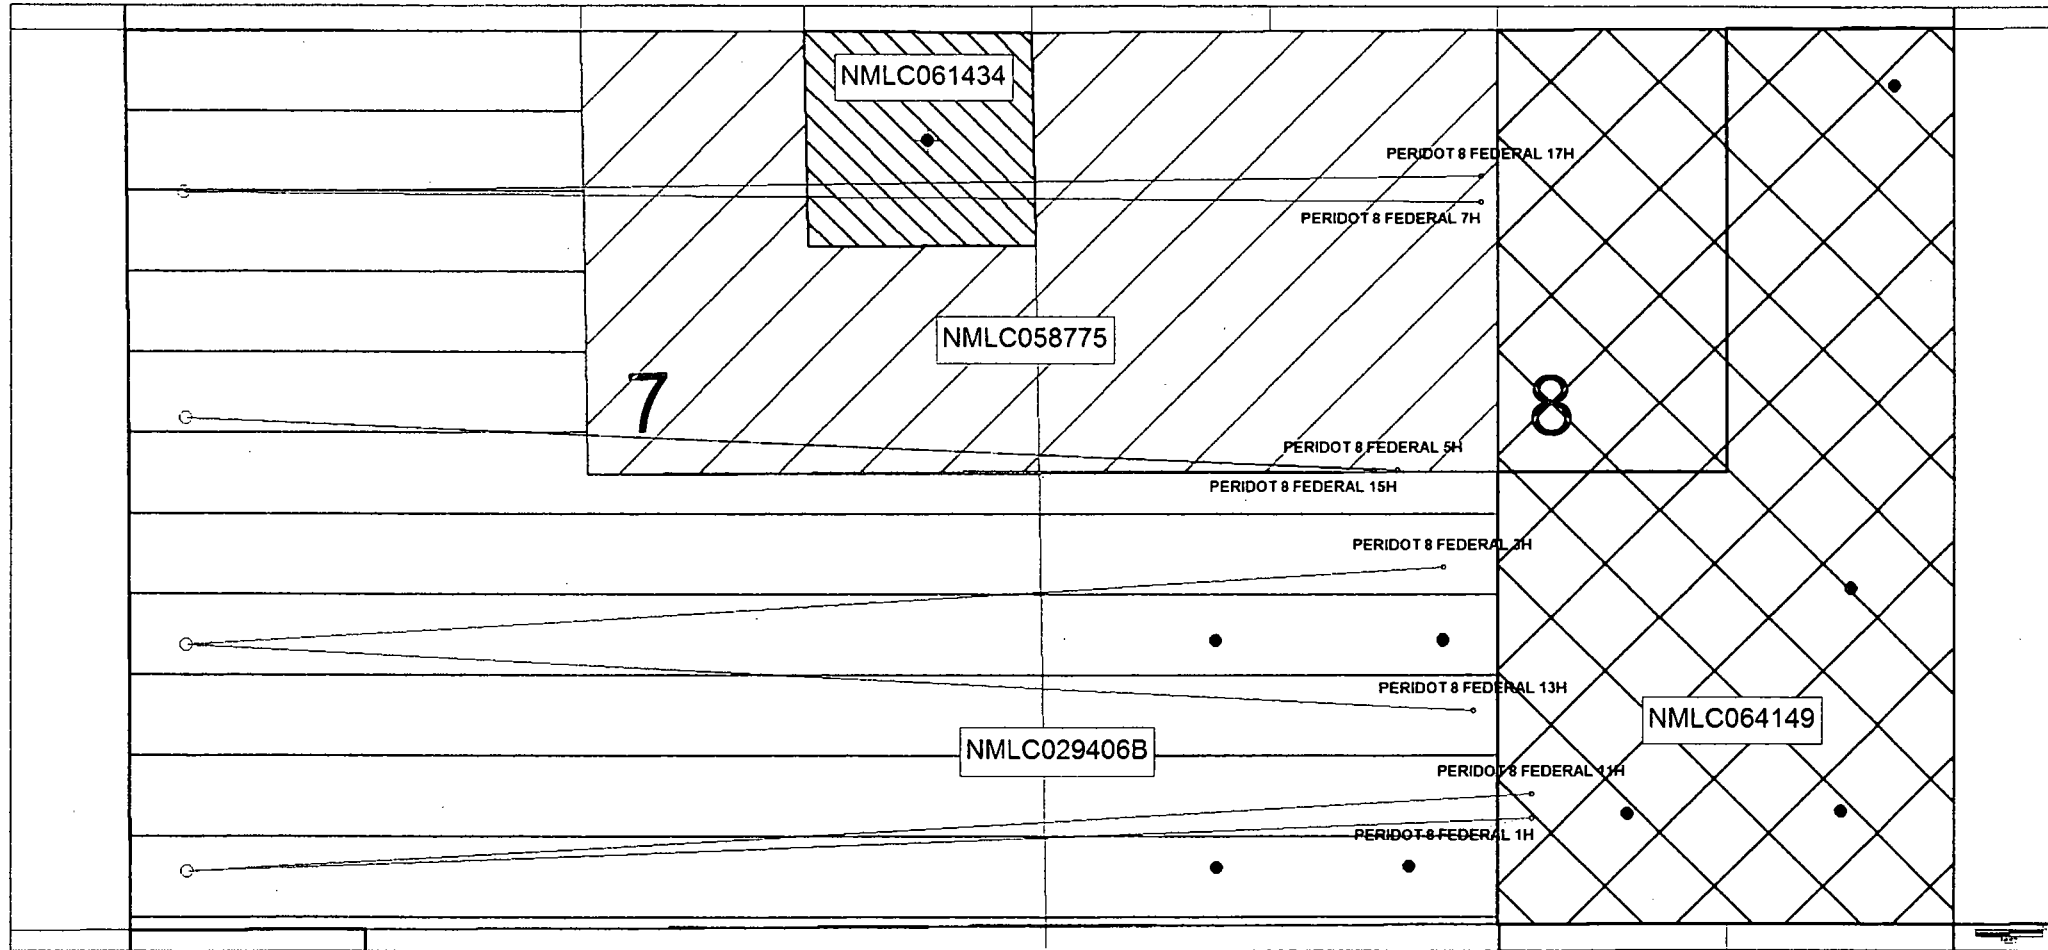 NMLC061434
PERIDOT 8 FEDERAL 17H
PERIDOT 8 FEDERAL 7H
NMLC058775
7
8
PERIDOT 8 FEDERAL 5H
PERIDOT 8 FEDERAL 15H
PERIDOT 8 FEDERAL 3H
PERIDOT 8 FEDERAL 13H
NMLC064149
NMLC029406B
PERIDOT 8 FEDERAL 11H
PERIDOT 8 FEDERAL 1H